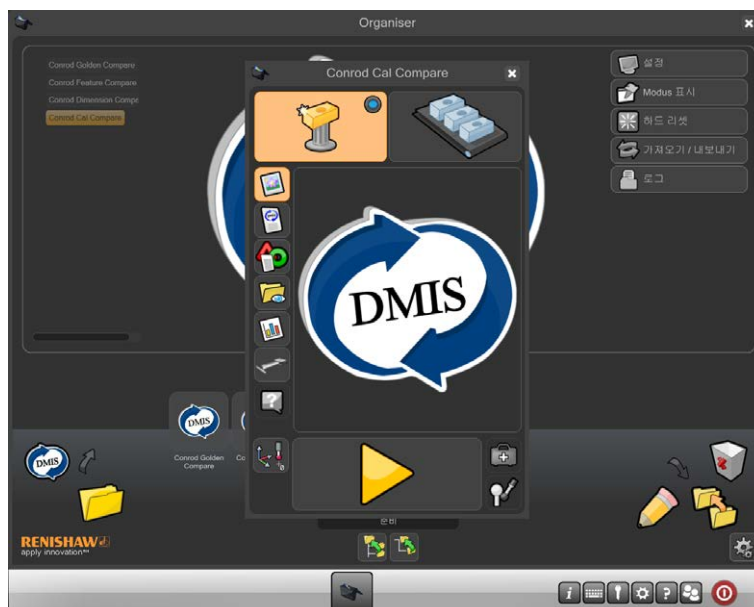 Organiser
Conrod Golden Compare
Conrod Feature Compare
Conrod Dimension Compa
Conrod Cal Compare
Conrod Cal Compare
설정
Modus 표시
하드 리셋
가져오기 / 내보내기
로그
DMIS
DMIS
Conrod Golden
Compare
DMIS
준비
RENISHAW
apply innovation™